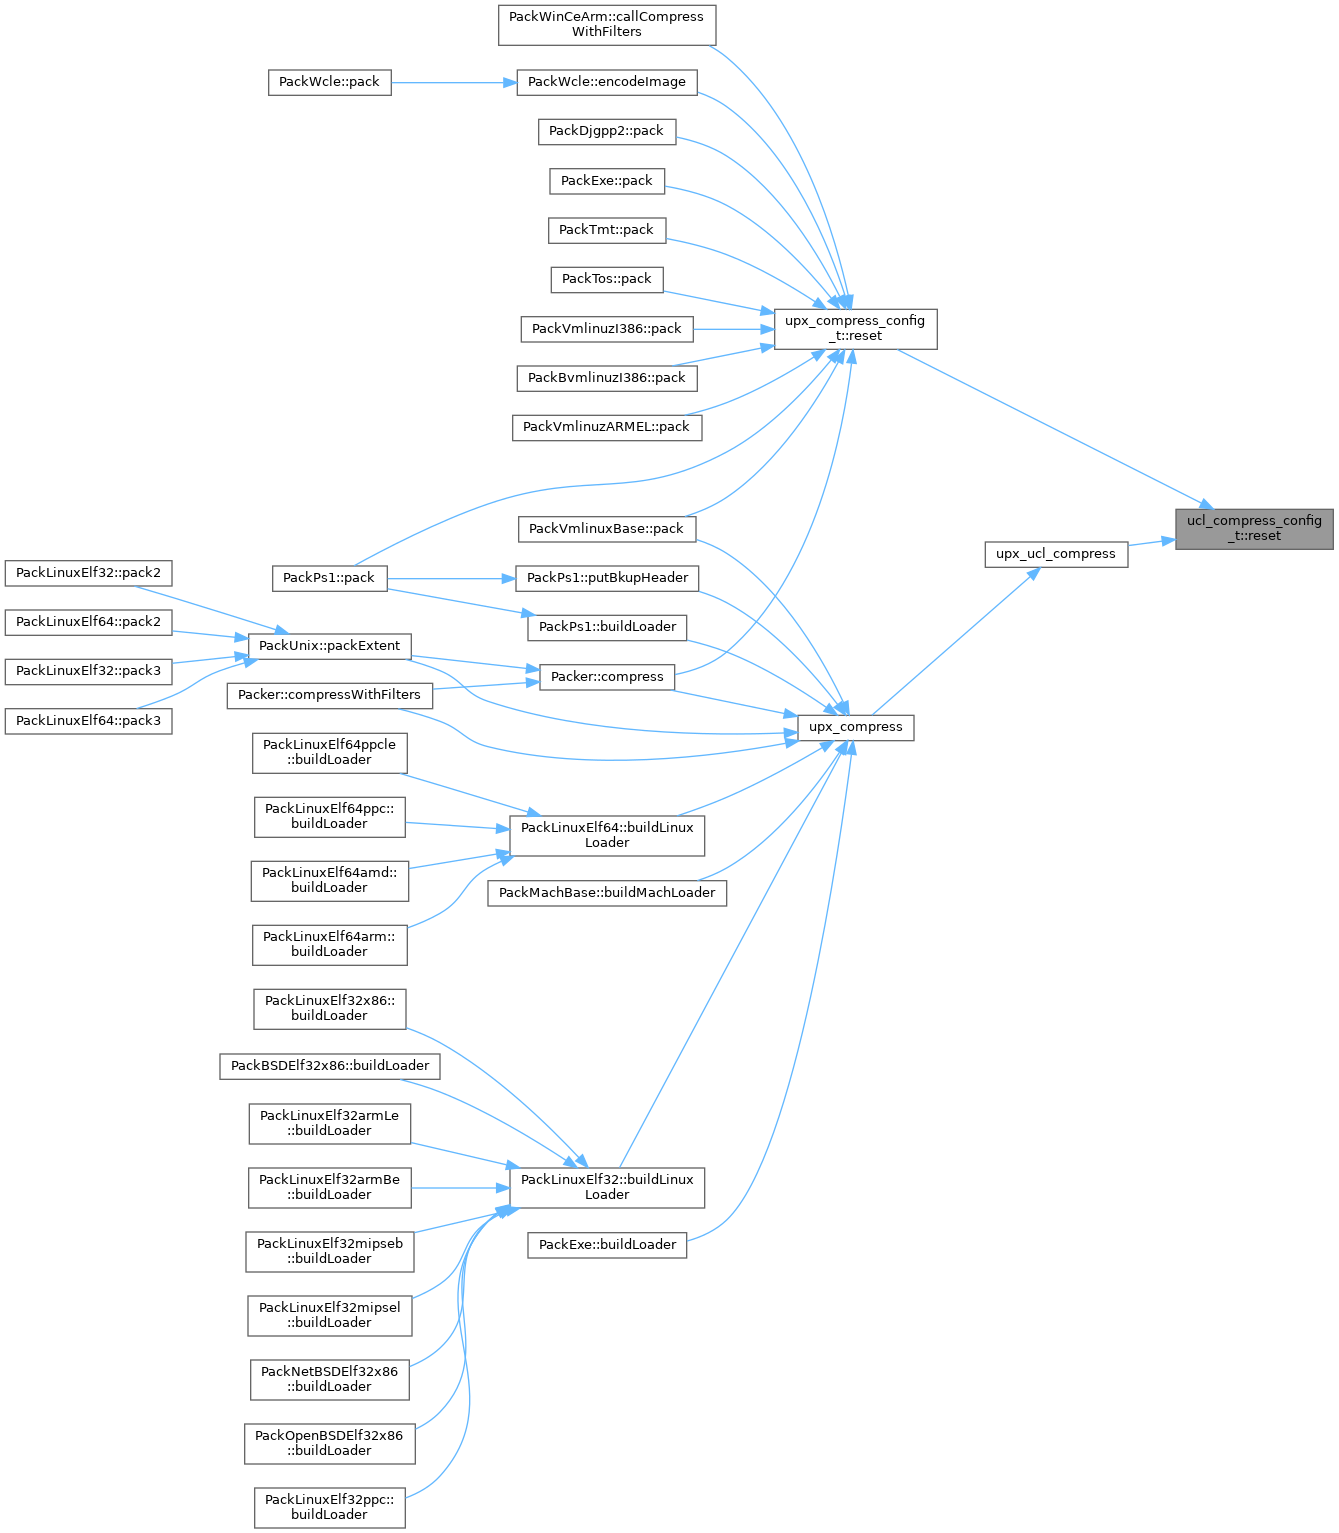 PackWinCeArm::callCompress
WithFilters
PackWcle::pack
PackWcle::encodeImage
PackDjgpp2::pack
PackExe::pack
PackTmt::pack
PackTos::pack
upx_compress_config
_t::reset
PackVmlinuzI386::pack
PackBvmlinuzI386::pack
PackVmlinuzARMEL::pack
ucl_compress_config
_t::reset
PackVmlinuxBase::pack
upx_ucl_compress
PackLinuxElf32::pack2
PackPs1::pack
PackPs1::putBkupHeader
PackLinuxElf64::pack2
PackPs1::buildLoader
PackUnix::packExtent
PackLinuxElf32::pack3
Packer::compress
Packer::compressWithFilters
PackLinuxElf64::pack3
upx_compress
PackLinuxElf64ppcle
::buildLoader
PackLinuxElf64ppc::
buildLoader
PackLinuxElf64::buildLinux
Loader
PackLinuxElf64amd::
buildLoader
PackMachBase::buildMachLoader
PackLinuxElf64arm::
buildLoader
PackLinuxElf32x86::
buildLoader
PackBSDElf32x86::buildLoader
PackLinuxElf32armLe
::buildLoader
PackLinuxElf32armBe
::buildLoader
PackLinuxElf32::buildLinux
Loader
PackLinuxElf32mipseb
::buildLoader
PackExe::buildLoader
PackLinuxElf32mipsel
::buildLoader
PackNetBSDElf32x86
::buildLoader
PackOpenBSDElf32x86
::buildLoader
PackLinuxElf32ppc::
buildLoader